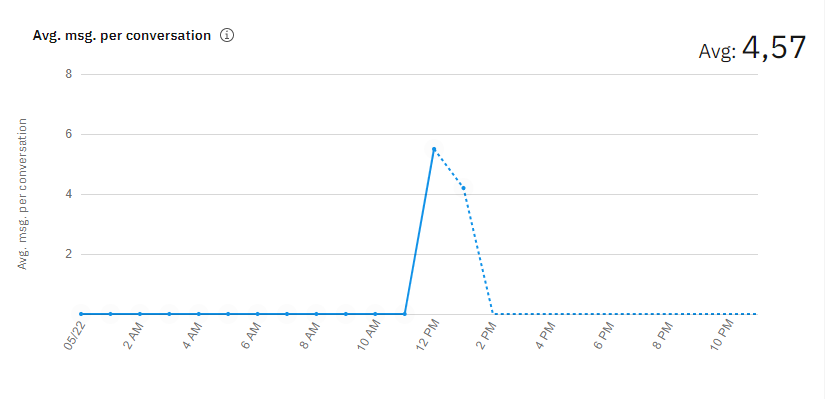 Avg. msg. per conversation
Avg: 4,57
Avg. msg. per conversation
8
6
4
2
05/22
2 AM
4 AM
6 AM
8 AM
10 AM
12 PM
2 PM
4 PM
6 PM
8 PM
10 PM